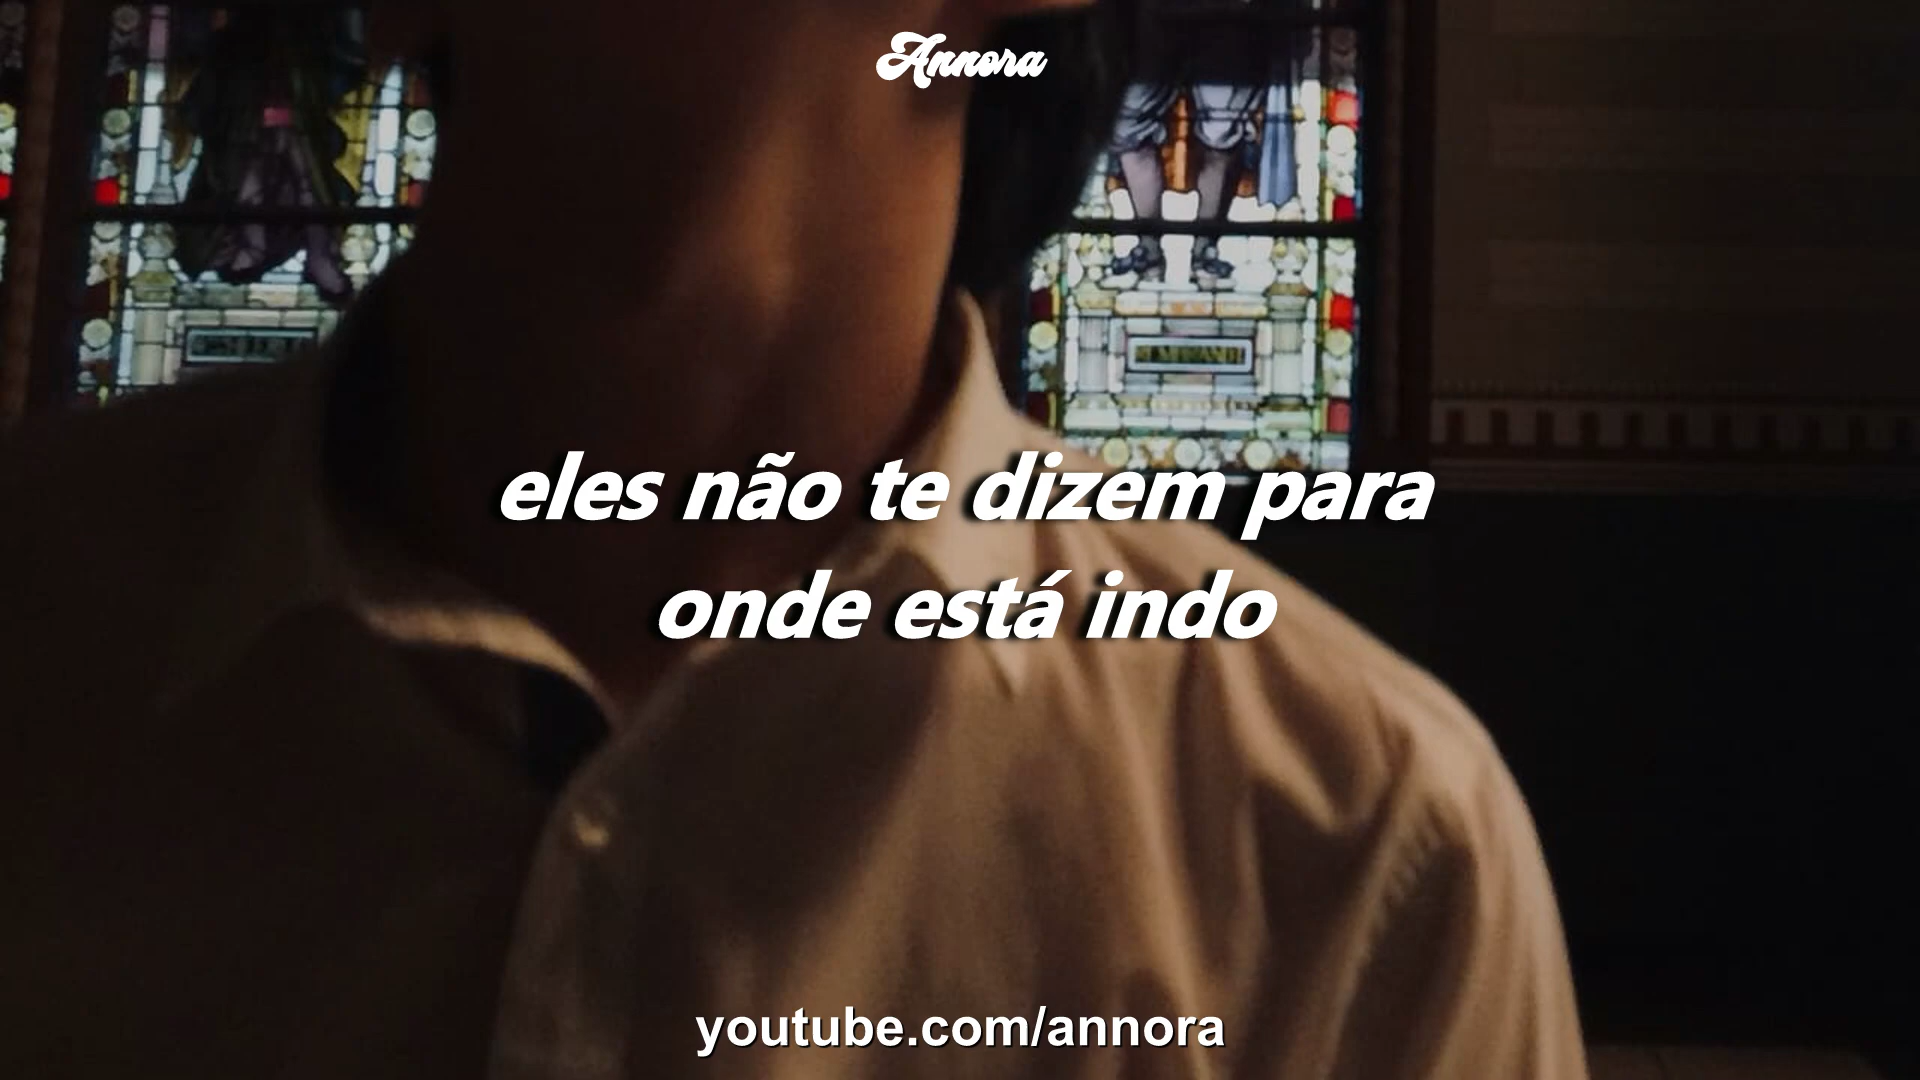 Annora
eles não te dizem para
onde está indo
youtube.com/annora